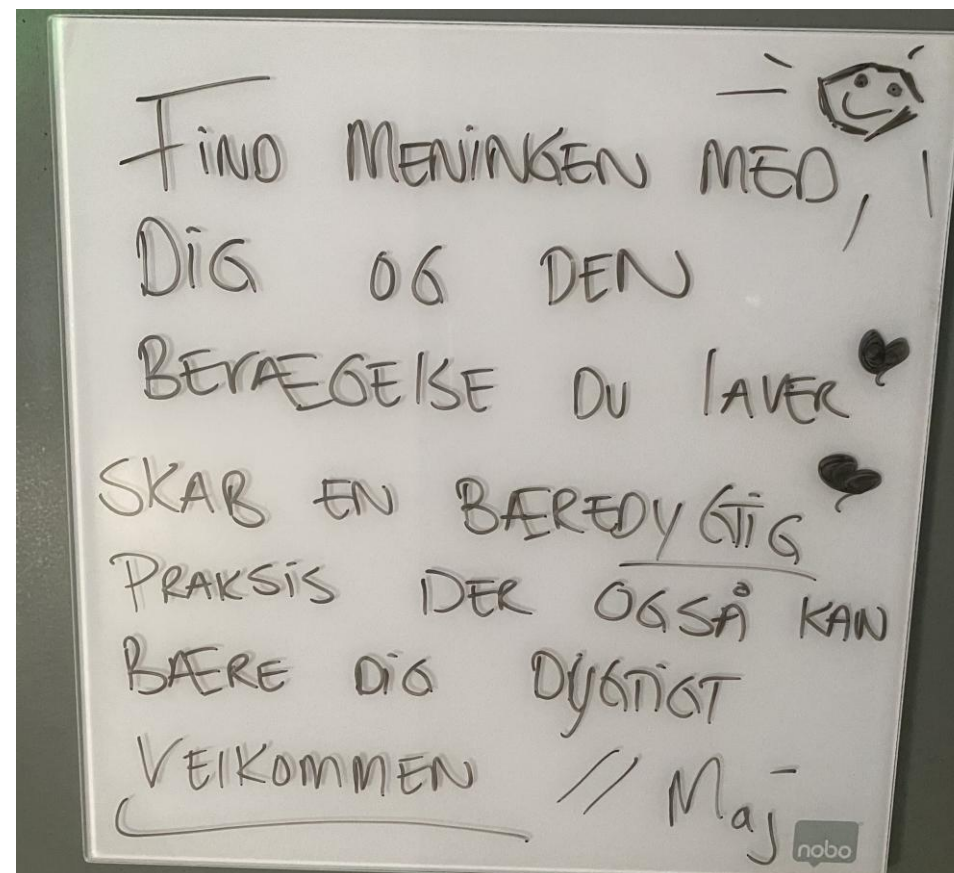 FiND MENiNGEN MED,
DiG OG DEN
BEVÆGElSE DU lAVER
SKAB EN BÆREDYGTiG
PRAKSiS DER OGSÅ KAN
BÆRE DiG DYGTiGT
VElKOMMEN // Maj
nobo